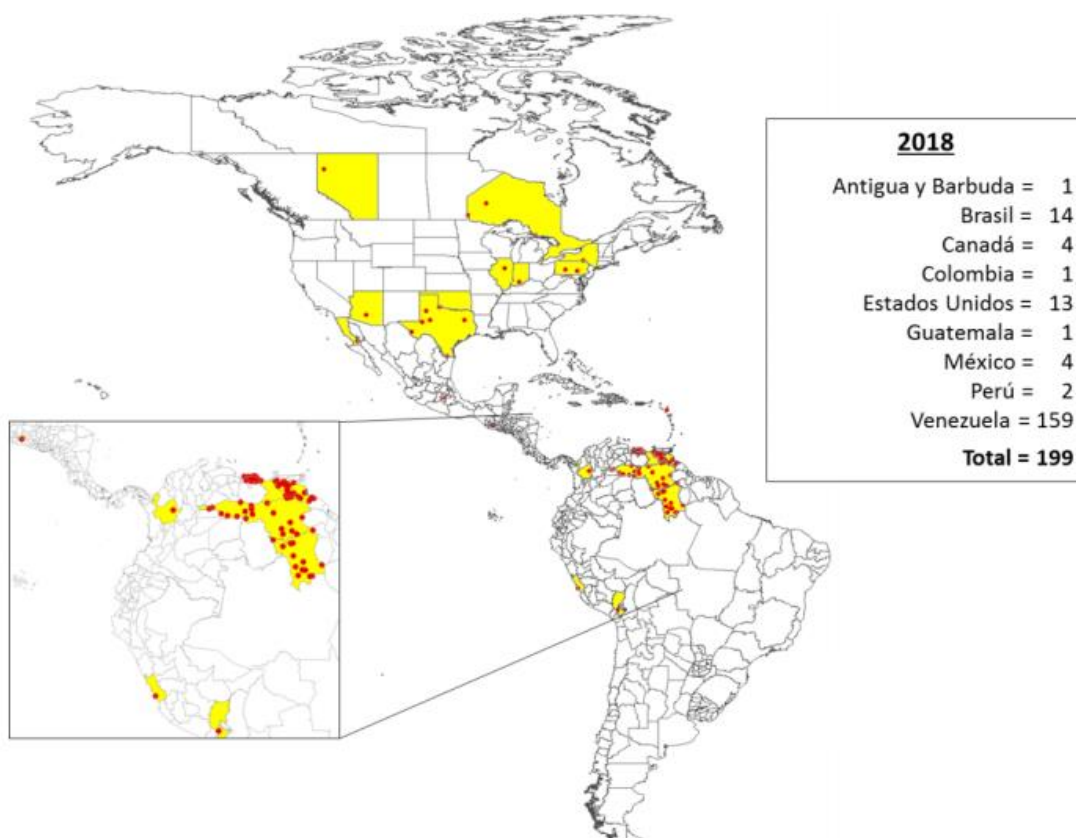 2018
Antigua y Barbuda = 1
Brasil = 14
Canadá = 4
Colombia = 1
Estados Unidos = 13
Guatemala = 1
México = 4
Perú = 2
Venezuela = 159
Total = 199